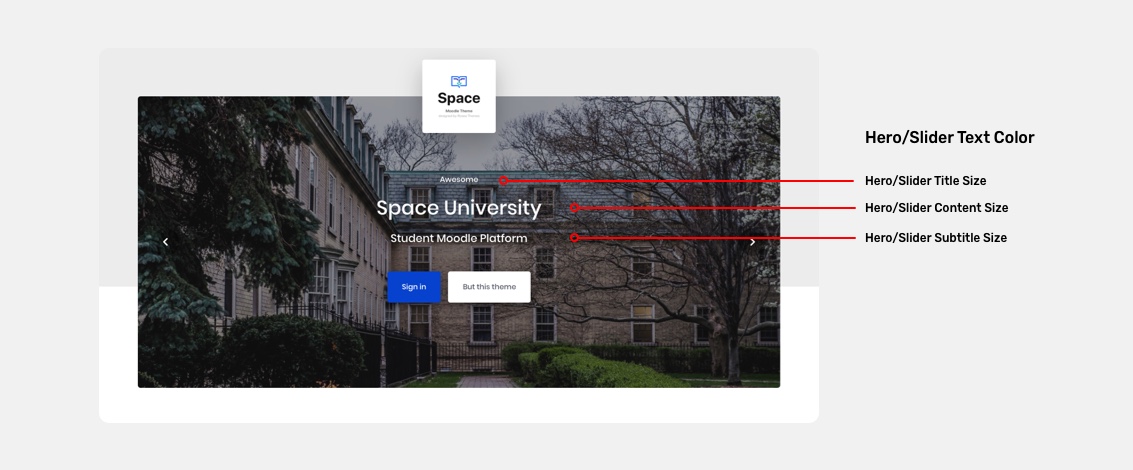 Space
Moodle Theme
Hero/Slider Text Color
Awesome
Hero/Slider Title Size
Space University
Hero/Slider Content Size
Student Moodle Platform
Hero/Slider Subtitle Size
Sign in
But this theme